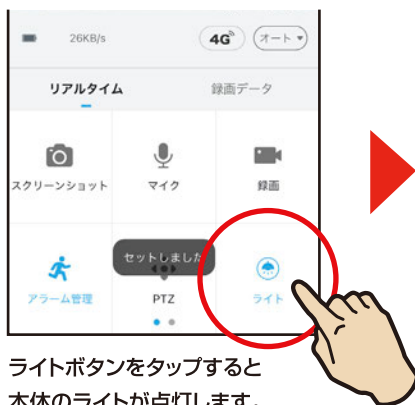 26KB/s 4G オート
リアルタイム 録画データ
スクリーンショット マイク 録画
セットしました
アラーム管理 PTZ ライト
ライトボタンをタップすると
本体のライトが点灯します。